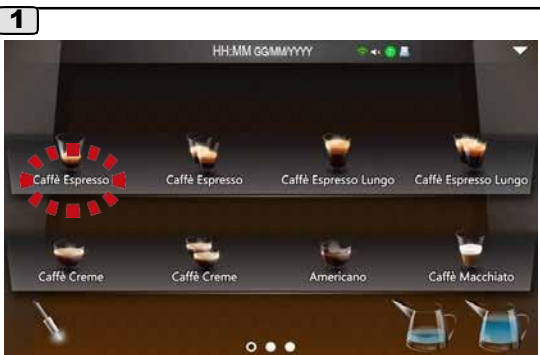 1
HH:MM GG/MM/YYYY
Caffè Espresso Caffè Espresso Caffè Espresso Lungo Caffè Espresso Lungo
Caffè Creme Caffè Creme Americano Caffè Macchiato